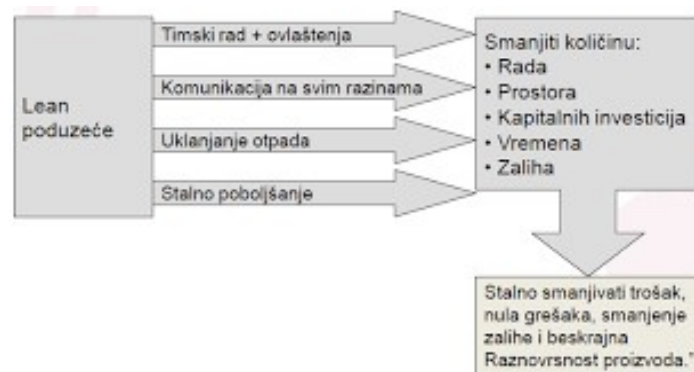 Lean
poduzeće
Timski rad + ovlaštenja
Komunikacija na svim razinama
Uklanjanje otpada
Stalno poboljšanje
Smanjiti količinu:
• Rada
• Prostora
• Kapitalnih investicija
• Vremena
• Zaliha
Stalno smanjivati trošak,
nula grešaka, smanjenje
zalihe i beskrajna
Raznovrsnost proizvoda."